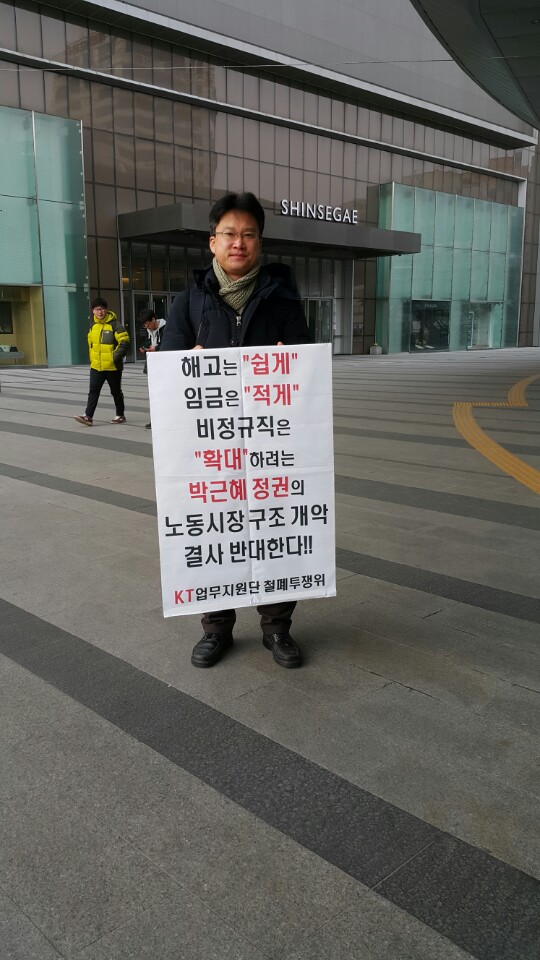 SHINSEGAE
해고는 "쉽게"
임금은 "적게"
비정규직은
"확대"하려는
박근혜 정권의
노동시장 구조 개악
결사 반대한다!!
KT업무지원단 철폐투쟁위